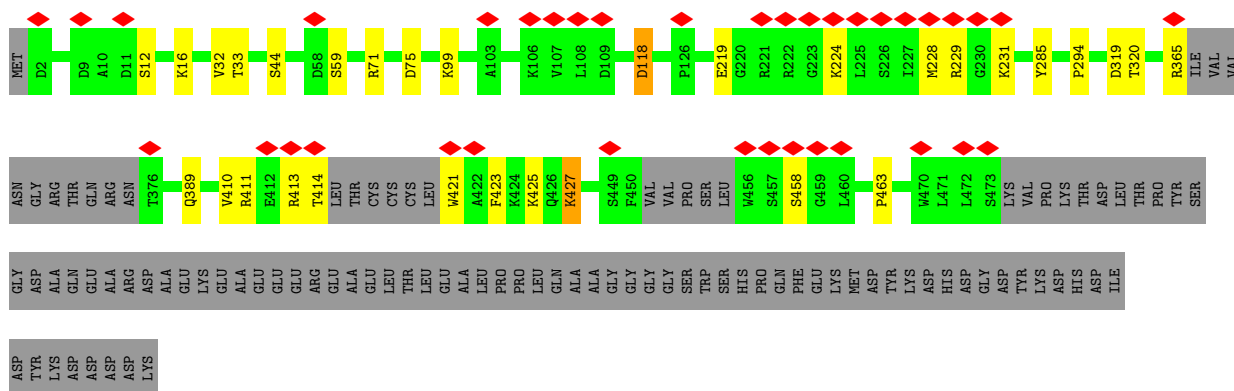 MET D2 D9 A10 D11 S12 K16 V32 T33 S44 D58 S59 R71 D75 K99 A103 K106 V107 L108 D109 D118 P126 E219 G220 R221 R222 G223 K224 L225 S226 I227 M228 R229 G230 K231 Y285 P294 D319 T320 R365 ILE VAL VAL
ASN GLY ARG THR GLN ARG ASN T376 Q389 V410 R411 E412 R413 T414 LEU THR CYS CYS CYS LEU W421 A422 F423 K424 K425 Q426 K427 S449 F450 VAL VAL PRO SER LEU W456 S457 S458 G459 L460 P463 W470 L471 L472 S473 LYS VAL PRO LYS THR ASP LEU THR PRO TYR SER
GLY ASP ALA GLN GLU ALA ARG ASP ALA GLU LYS GLU ALA GLU GLU GLU ARG GLU ALA GLU LEU THR LEU GLU ALA LEU PRO PRO LEU GLN ALA ALA GLY GLY GLY GLY SER TRP SER HIS PRO GLN PHE GLU LYS MET ASP TYR LYS ASP HIS ASP GLY ASP TYR LYS ASP HIS ASP ILE
ASP TYR LYS ASP ASP ASP ASP LYS